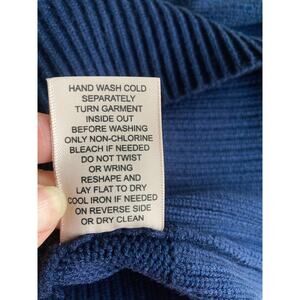 HAND WASH COLD
SEPARATELY
TURN GARMENT
INSIDE OUT
BEFORE WASHING
ONLY NON-CHLORINE
BLEACH IF NEEDED
DO NOT TWIST
OR WRING
RESHAPE AND
LAY FLAT TO DRY
COOL IRON IF NEEDED
ON REVERSE SIDE
OR DRY CLEAN